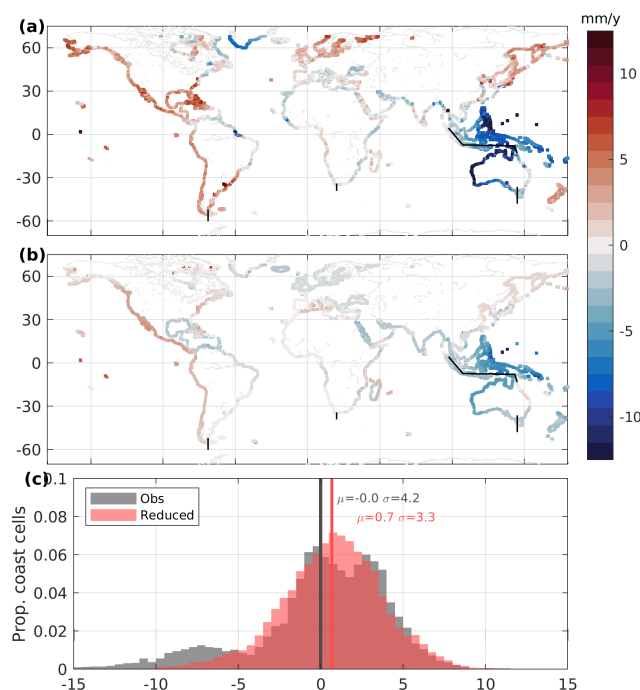 (a)
mm/y
60
30
0
-30
-60
10
5
0
-5
-10
(b)
60
30
0
-30
-60
(c)
0.1
0.08
0.06
0.04
0.02
0
Prop. coast cells
Obs
Reduced
μ=-0.0 σ=4.2
μ=0.7 σ=3.3
-15 -10 -5 0 5 10 15